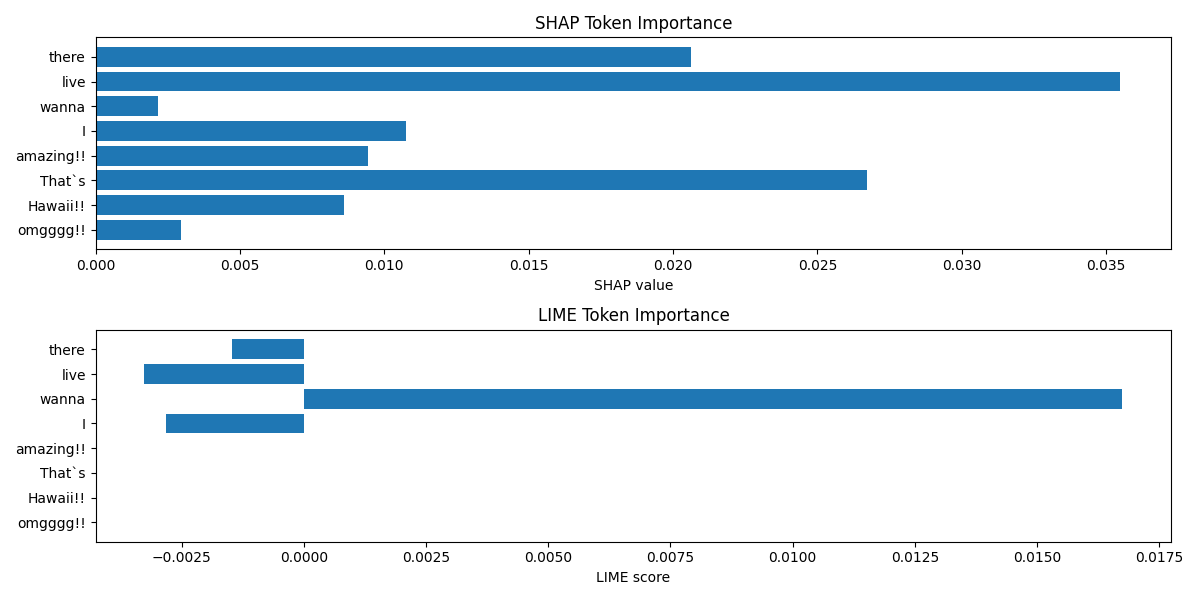 SHAP Token Importance
there
live
wanna
I
amazing!!
That`s
Hawaii!!
omgggg!!
0.000 0.005 0.010 0.015 0.020 0.025 0.030 0.035
SHAP value
LIME Token Importance
there
live
wanna
I
amazing!!
That`s
Hawaii!!
omgggg!!
−0.0025 0.0000 0.0025 0.0050 0.0075 0.0100 0.0125 0.0150 0.0175
LIME score